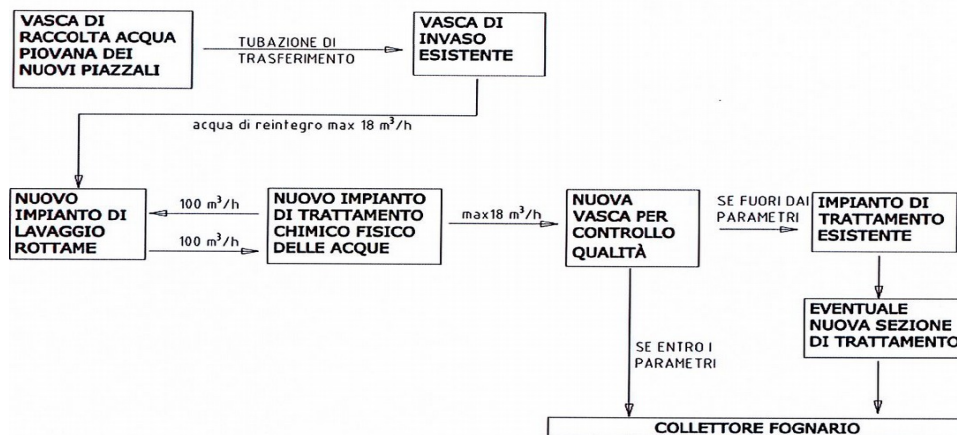 VASCA DI
RACCOLTA ACQUA
PIOVANA DEI
NUOVI PIAZZALI
TUBAZIONE DI
TRASFERIMENTO
VASCA DI
INVASO
ESISTENTE
acqua di reintegro max 18 m³/h
NUOVO
IMPIANTO DI
LAVAGGIO
ROTTAME
100 m³/h
100 m³/h
NUOVO IMPIANTO
DI TRATTAMENTO
CHIMICO FISICO
DELLE ACQUE
max18 m³/h
NUOVA
VASCA PER
CONTROLLO
QUALITÀ
SE FUORI DAI
PARAMETRI
IMPIANTO DI
TRATTAMENTO
ESISTENTE
EVENTUALE
NUOVA SEZIONE
DI TRATTAMENTO
SE ENTRO I
PARAMETRI
COLLETTORE FOGNARIO